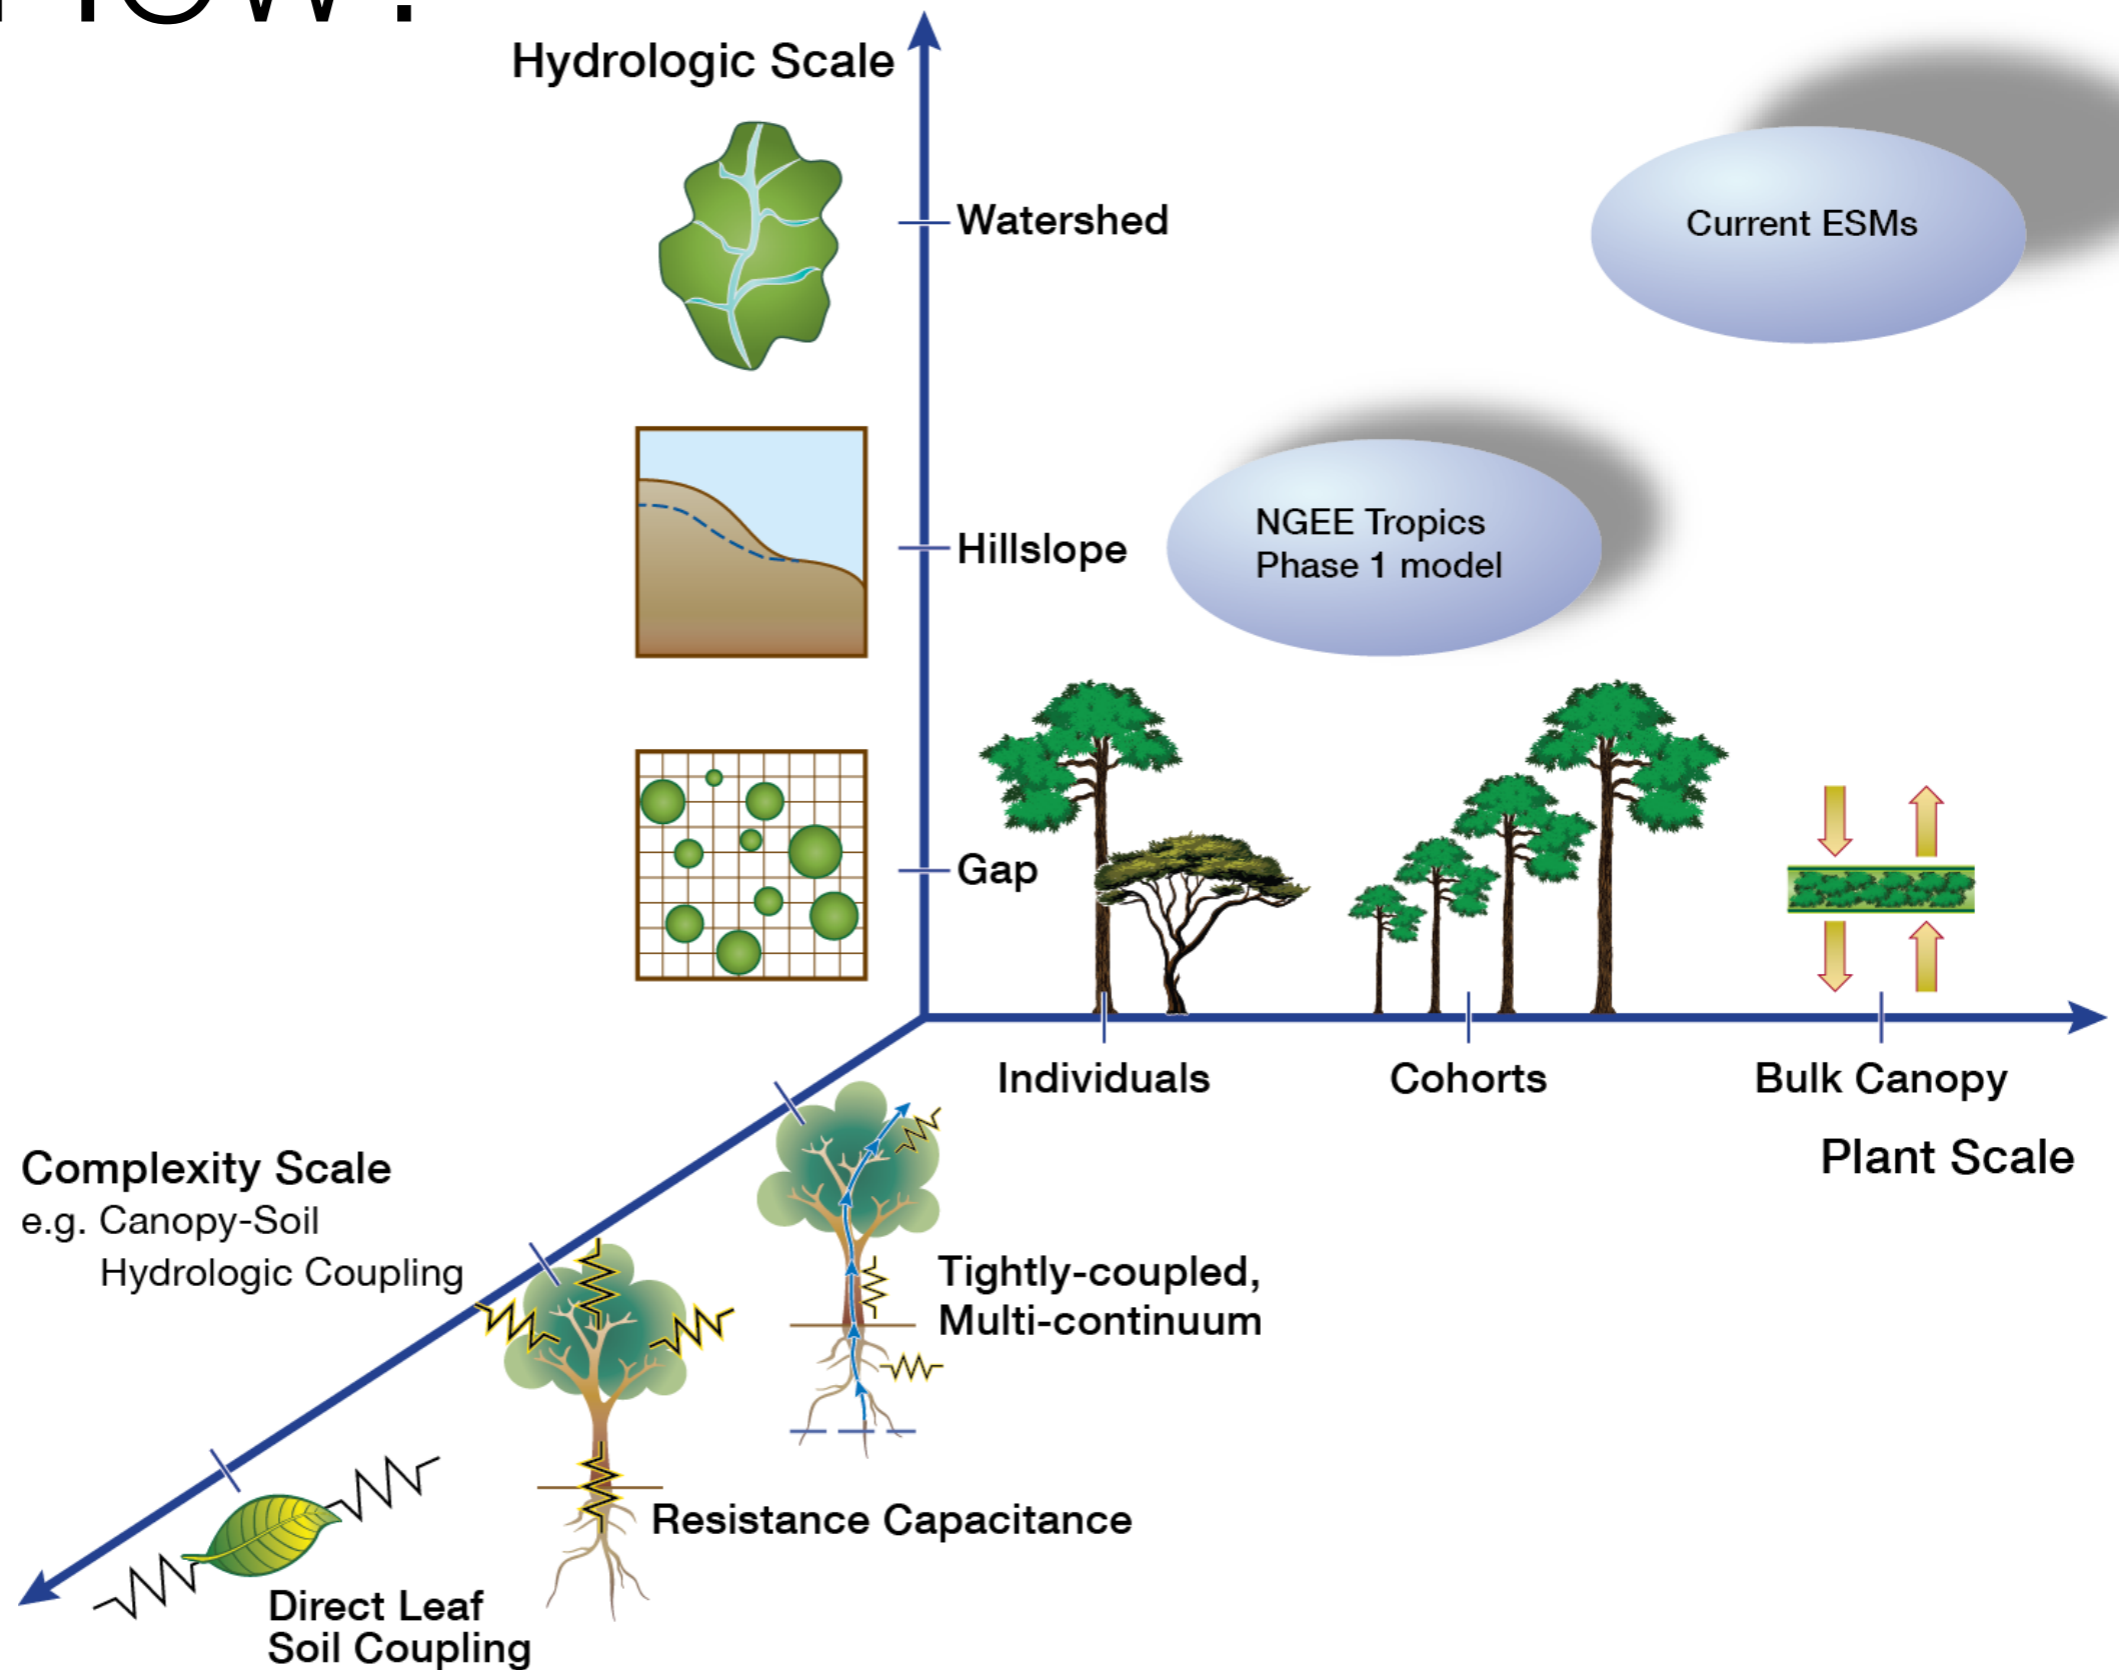 How?
Hydrologic Scale
Watershed
Current ESMs
Hillslope
NGEE Tropics
Phase 1 model
Gap
Individuals
Cohorts
Bulk Canopy
Plant Scale
Complexity Scale
e.g. Canopy-Soil
Hydrologic Coupling
Tightly-coupled,
Multi-continuum
Resistance Capacitance
Direct Leaf
Soil Coupling